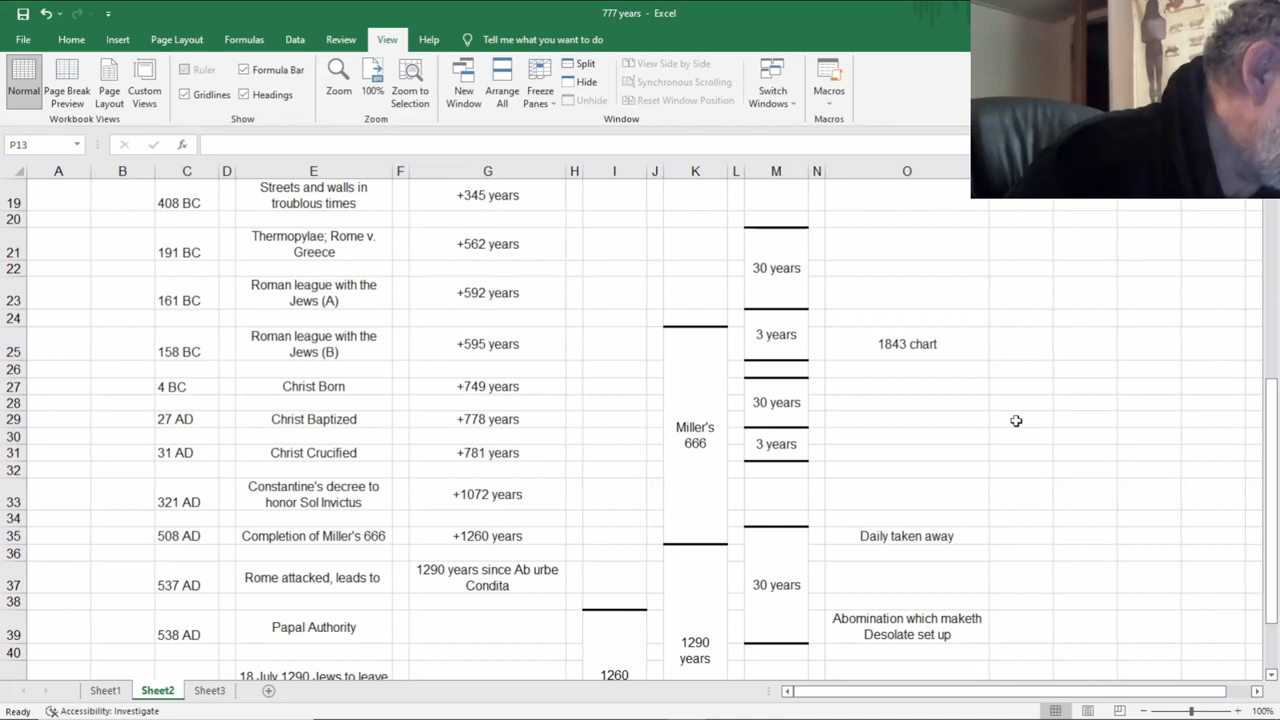 777 years - Excel
File Home Insert Page Layout Formulas Data Review View Help Tell me what you want to do
Normal
Page Break Preview
Page Layout
Custom Views
Workbook Views
Ruler
Formula Bar
Gridlines
Headings
Show
Zoom
100%
Zoom to Selection
Zoom
New Window
Arrange All
Freeze Panes
Split
Hide
Unhide
View Side by Side
Synchronous Scrolling
Reset Window Position
Window
Switch Windows
Macros
Macros
P13
fx
A B C D E F G H I J K L M N O
19 408 BC Streets and walls in troublous times +345 years
20
21 191 BC Thermopylae; Rome v. Greece +562 years
22 30 years
23 161 BC Roman league with the Jews (A) +592 years
24
25 158 BC Roman league with the Jews (B) +595 years 3 years 1843 chart
26
27 4 BC Christ Born +749 years
28 30 years
29 27 AD Christ Baptized +778 years Miller's 666
30
31 31 AD Christ Crucified +781 years 3 years
32
33 321 AD Constantine's decree to honor Sol Invictus +1072 years
34
35 508 AD Completion of Miller's 666 +1260 years Daily taken away
36
37 537 AD Rome attacked, leads to 1290 years since Ab urbe Condita 30 years
38
39 538 AD Papal Authority 1290 years Abomination which maketh Desolate set up
40
18 July 1290 Jews to leave 1260
Sheet1 Sheet2 Sheet3
Ready Accessibility: Investigate 100%